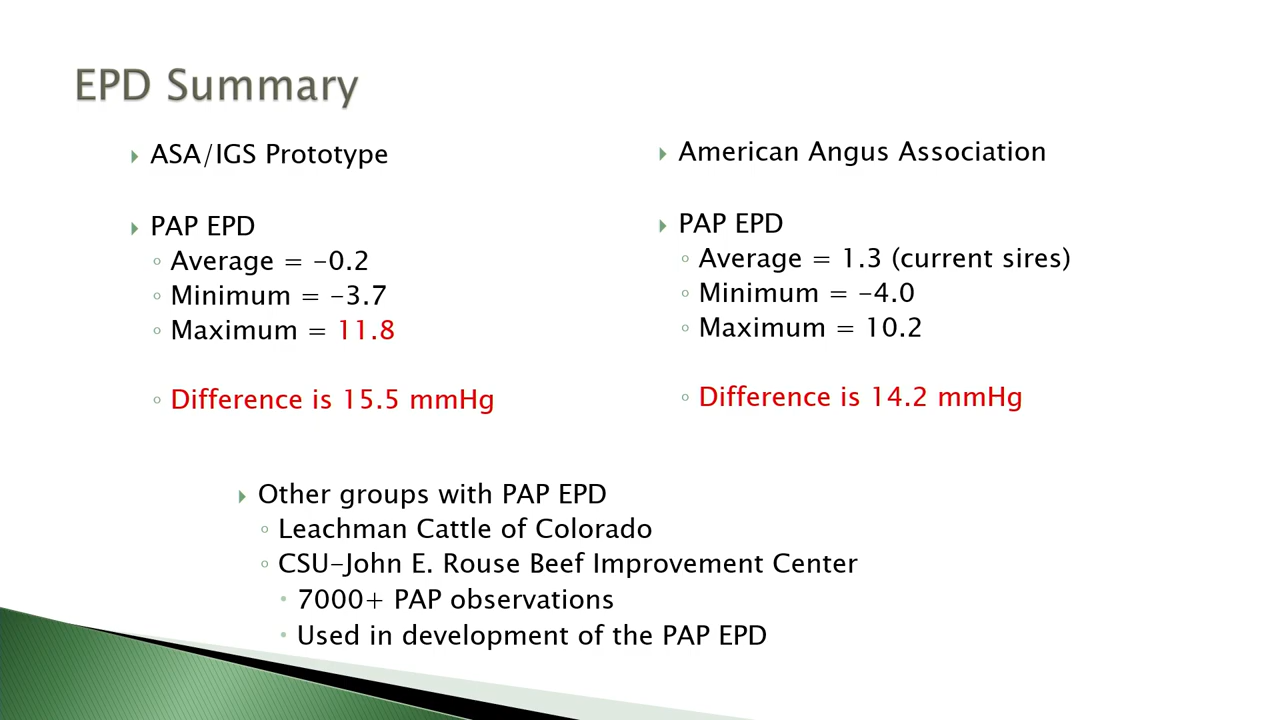 EPD Summary
ASA/IGS Prototype
PAP EPD
Average = -0.2
Minimum = -3.7
Maximum = 11.8
Difference is 15.5 mmHg
American Angus Association
PAP EPD
Average = 1.3 (current sires)
Minimum = -4.0
Maximum = 10.2
Difference is 14.2 mmHg
Other groups with PAP EPD
Leachman Cattle of Colorado
CSU-John E. Rouse Beef Improvement Center
7000+ PAP observations
Used in development of the PAP EPD